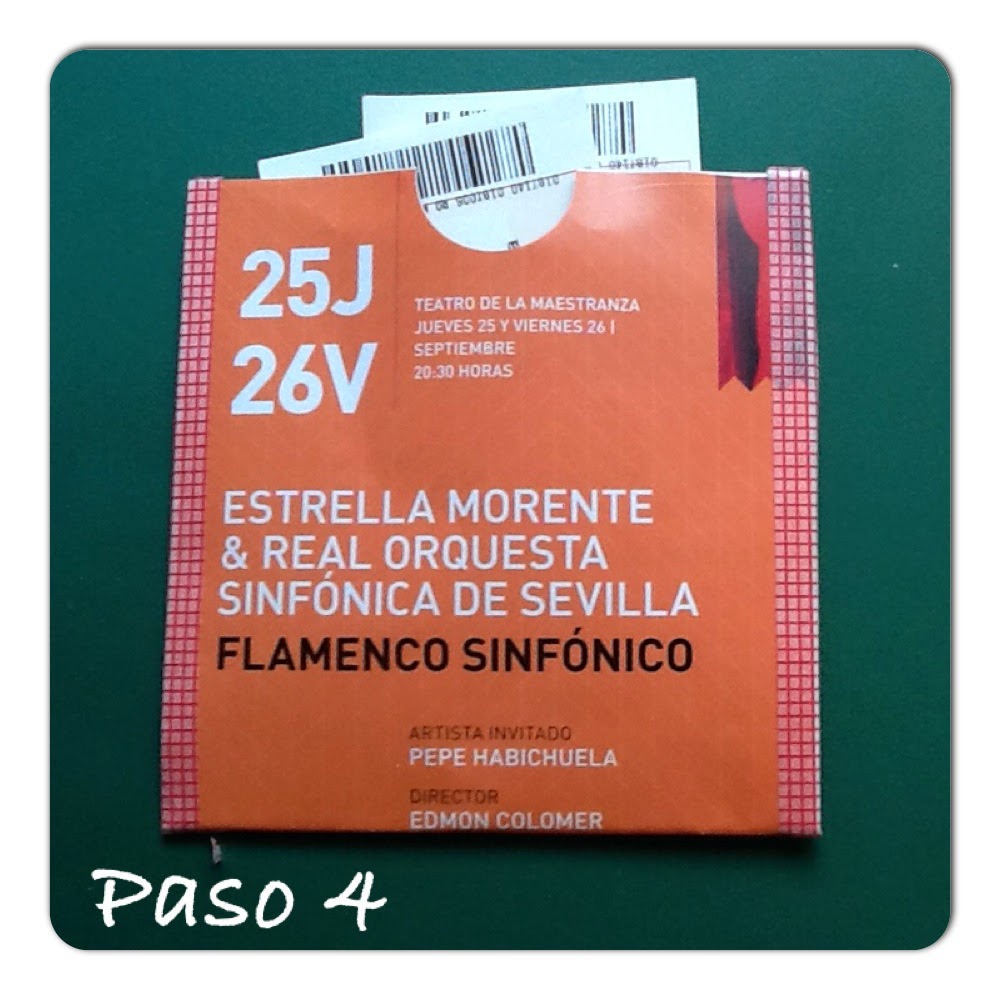 25J
26V
TEATRO DE LA MAESTRANZA
JUEVES 25 Y VIERNES 26 |
SEPTIEMBRE
20:30 HORAS
ESTRELLA MORENTE
& REAL ORQUESTA
SINFÓNICA DE SEVILLA
FLAMENCO SINFÓNICO
ARTISTA INVITADO
PEPE HABICHUELA
DIRECTOR
EDMON COLOMER
Paso 4